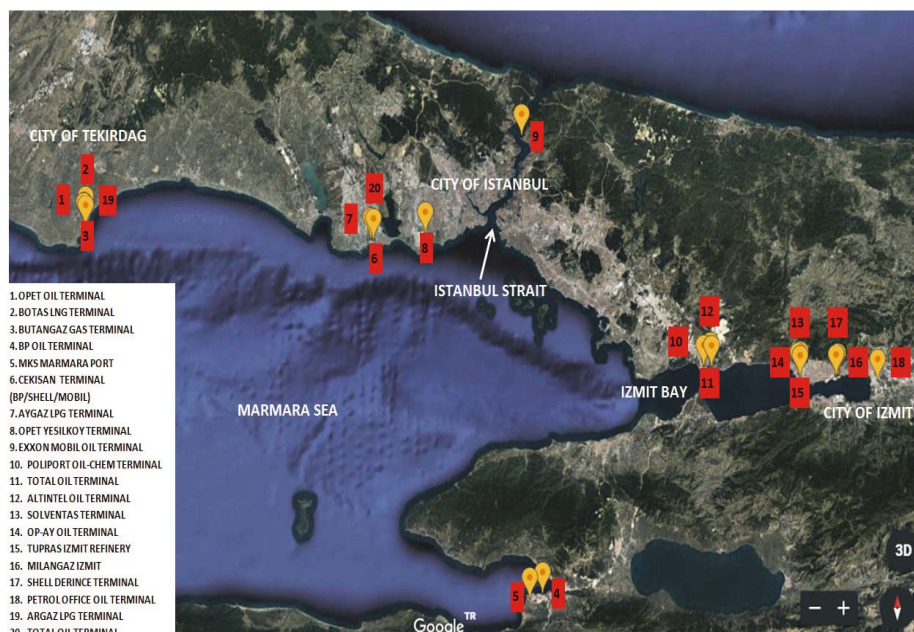 CITY OF TEKIRDAG
2
1
19
3
20
7
6
8
9
CITY OF ISTANBUL
ISTANBUL STRAIT
12
10
11
13
17
14
16
18
15
IZMIT BAY
CITY OF IZMIT
MARMARA SEA
5
4
1.OPET OIL TERMINAL
2.BOTAS LNG TERMINAL
3.BUTANGAZ GAS TERMINAL
4.BP OIL TERMINAL
5.MKS MARMARA PORT
6.CEKISAN TERMINAL
(BP/SHELL/MOBIL)
7.AYGAZ LPG TERMINAL
8.OPET YESILKOY TERMINAL
9.EXXON MOBIL OIL TERMINAL
10. POLIPORT OIL-CHEM TERMINAL
11. TOTAL OIL TERMINAL
12. ALTINTEL OIL TERMINAL
13. SOLVENTAS TERMINAL
14. OP-AY OIL TERMINAL
15. TUPRAS IZMIT REFINERY
16. MILANGAZ IZMIT
17. SHELL DERINCE TERMINAL
18. PETROL OFFICE OIL TERMINAL
19. ARGAZ LPG TERMINAL
20. TOTAL OIL TERMINAL
Google TR
3D
− +